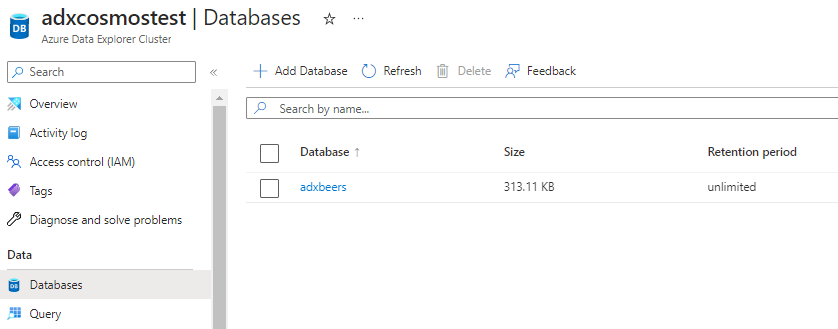 DB
adxcosmostest | Databases ☆ ···
Azure Data Explorer Cluster
Search «
Overview
Activity log
Access control (IAM)
Tags
Diagnose and solve problems
Data
DB Databases
Query
+ Add Database Refresh Delete Feedback
Search by name...
Database ↑ Size Retention period
adxbeers 313.11 KB unlimited